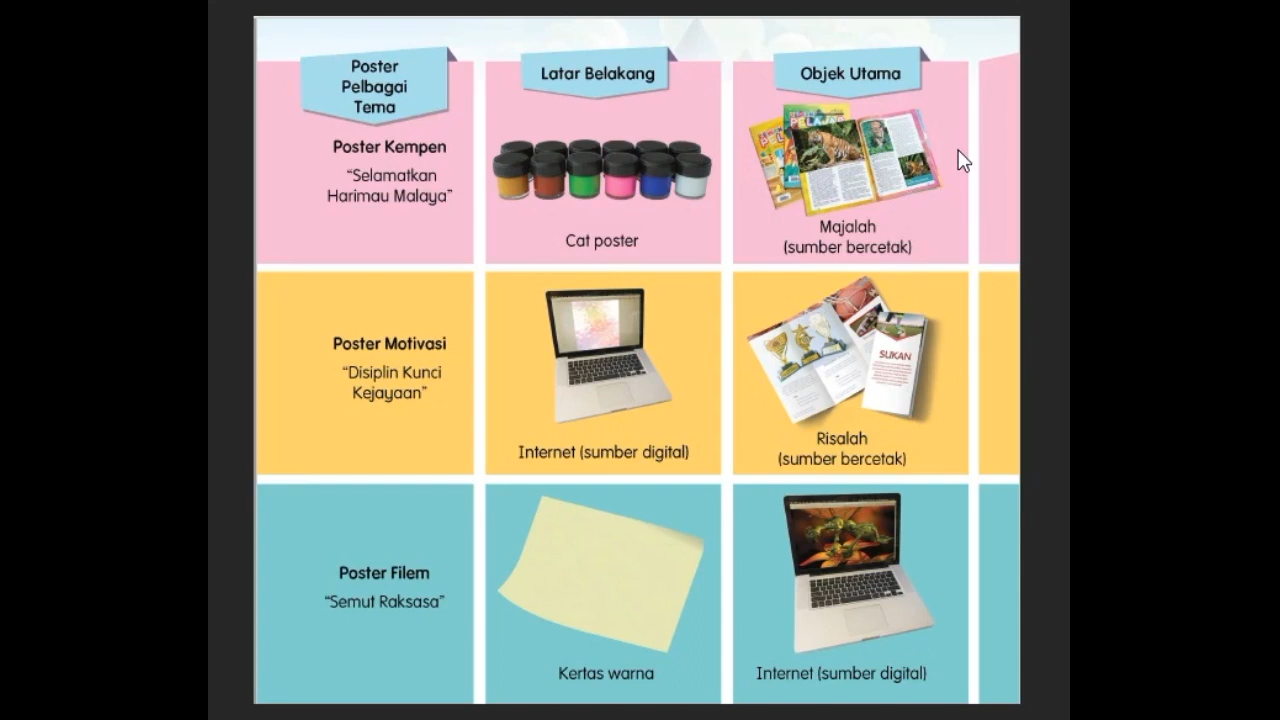 Poster
Pelbagai
Tema
Latar Belakang
Objek Utama
Poster Kempen
“Selamatkan
Harimau Malaya”
Cat poster
Majalah
(sumber bercetak)
Poster Motivasi
“Disiplin Kunci
Kejayaan”
Internet (sumber digital)
SUKAN
Risalah
(sumber bercetak)
Poster Filem
“Semut Raksasa”
Kertas warna
Internet (sumber digital)